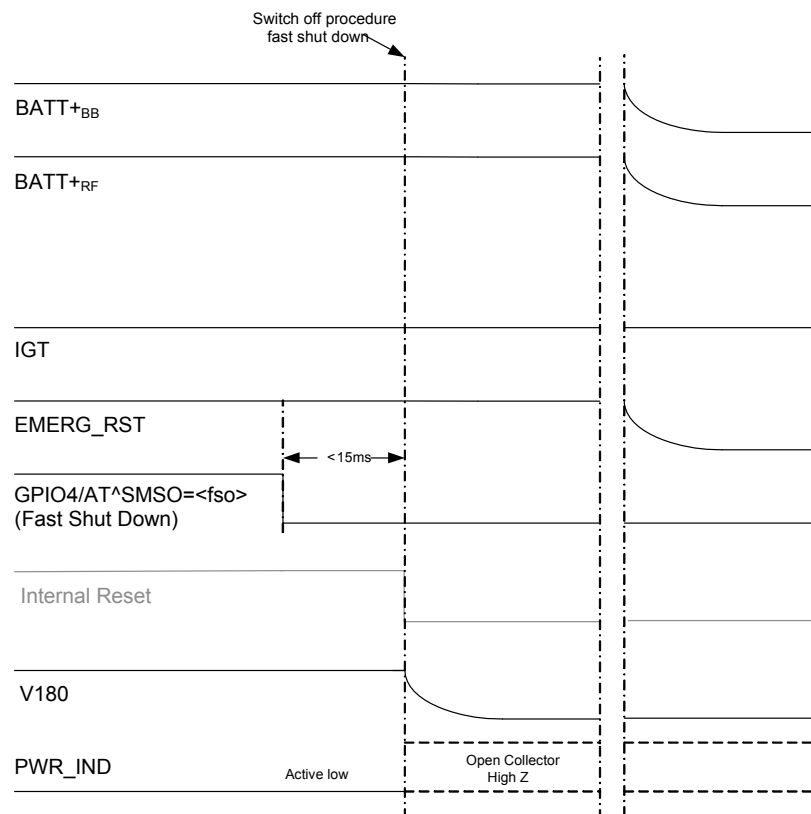 Switch off procedure
fast shut down
BATT+BB
BATT+RF
IGT
EMERG_RST
<15ms
GPIO4/AT^SMSO=<fso>
(Fast Shut Down)
Internal Reset
V180
PWR_IND
Active low
Open Collector
High Z